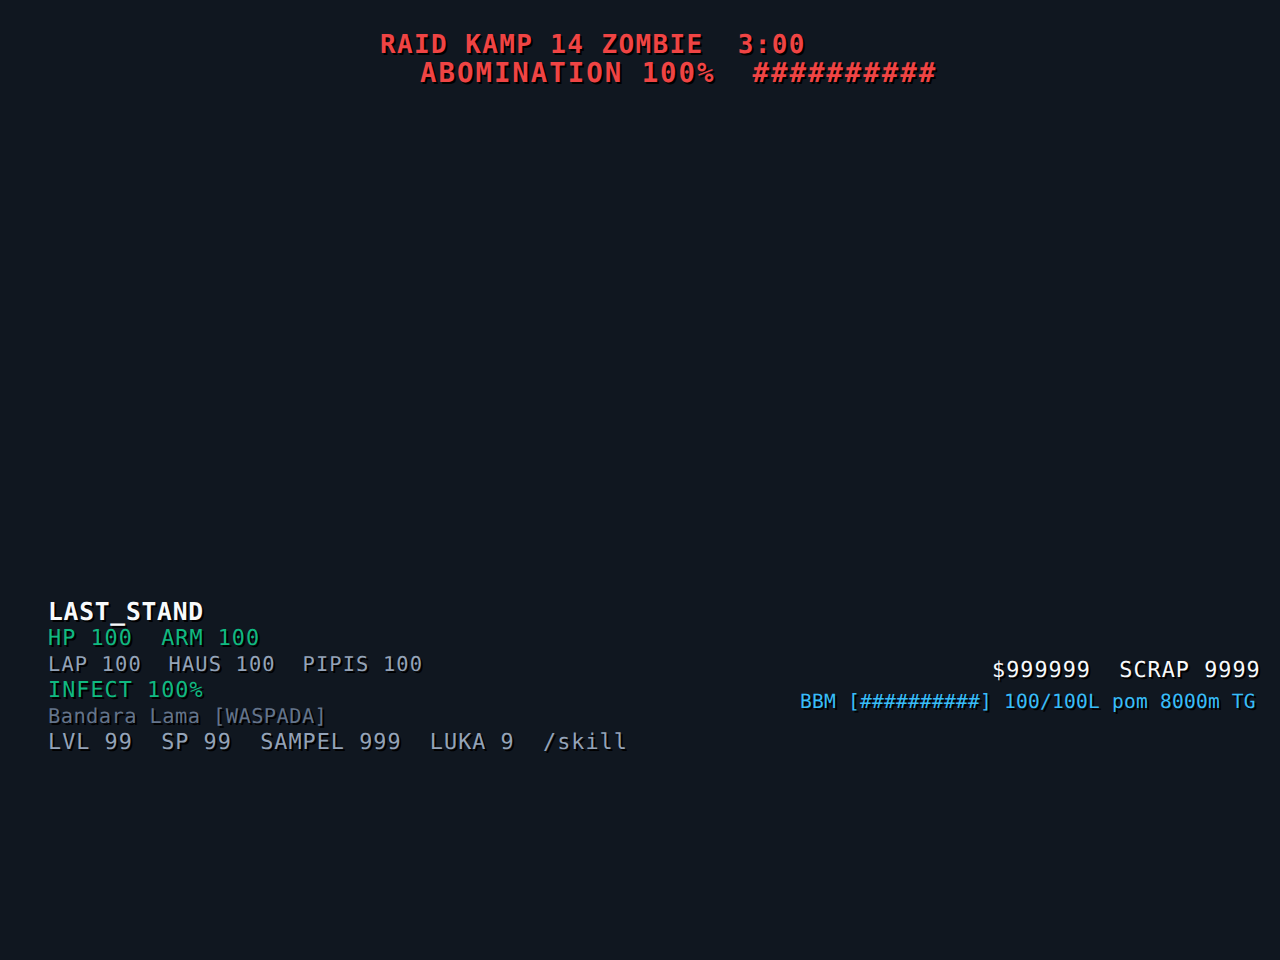 RAID KAMP 14 ZOMBIE  3:00
ABOMINATION 100%  ##########
LAST_STAND
HP 100  ARM 100
LAP 100  HAUS 100  PIPIS 100
INFECT 100%
Bandara Lama [WASPADA]
LVL 99  SP 99  SAMPEL 999  LUKA 9  /skill
$999999  SCRAP 9999
BBM [##########] 100/100L pom 8000m TG